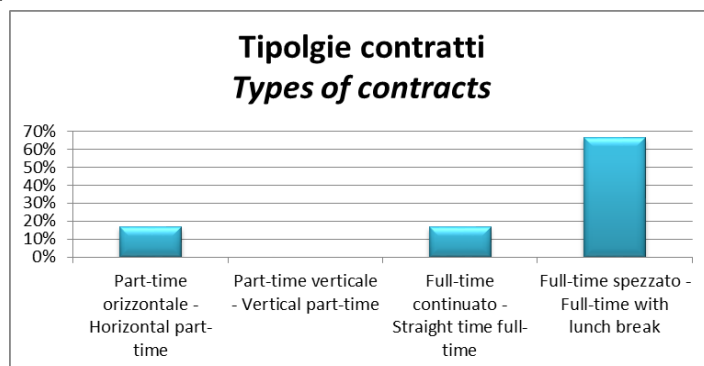 Tipolgie contratti
Types of contracts
70%
60%
50%
40%
30%
20%
10%
0%
Part-time
orizzontale -
Horizontal part-
time
Part-time verticale
- Vertical part-time
Full-time
continuato -
Straight time full-
time
Full-time spezzato -
Full-time with
lunch break